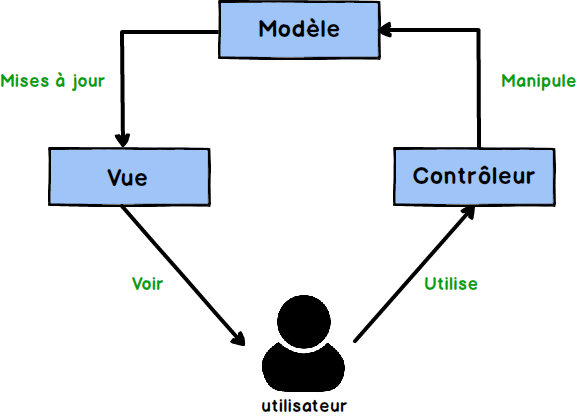 Modèle
Mises à jour
Manipule
Vue
Contrôleur
Voir
Utilise
utilisateur